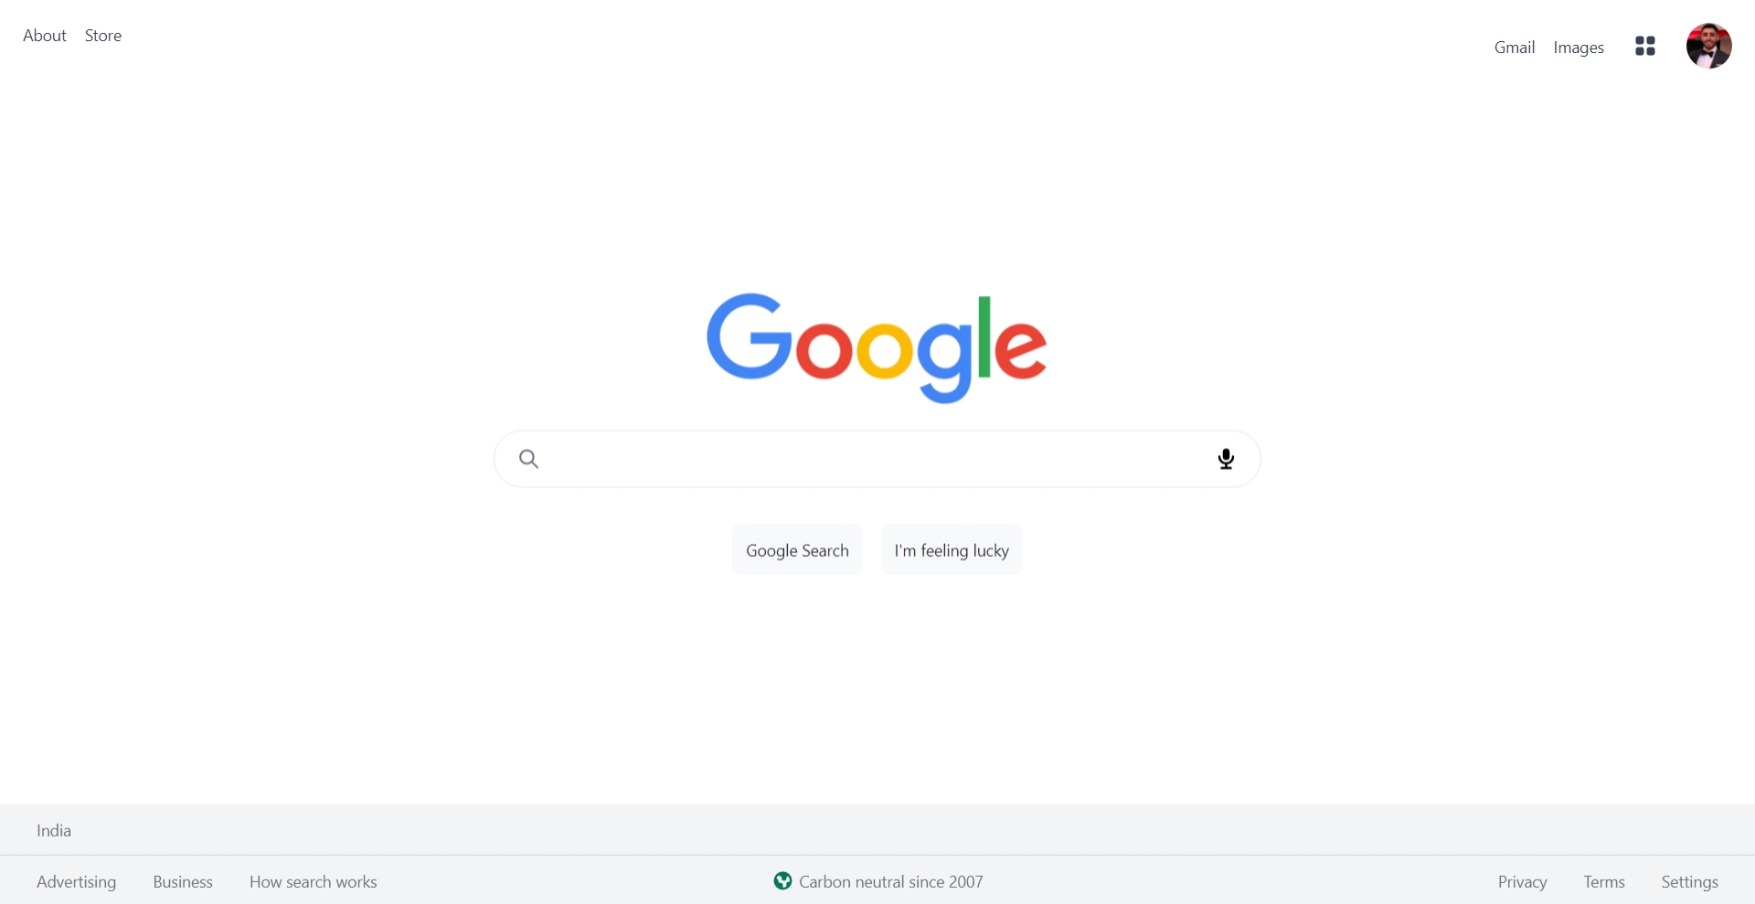 About Store
Gmail Images
Google
Google Search I'm feeling lucky
India
Advertising Business How search works Carbon neutral since 2007 Privacy Terms Settings